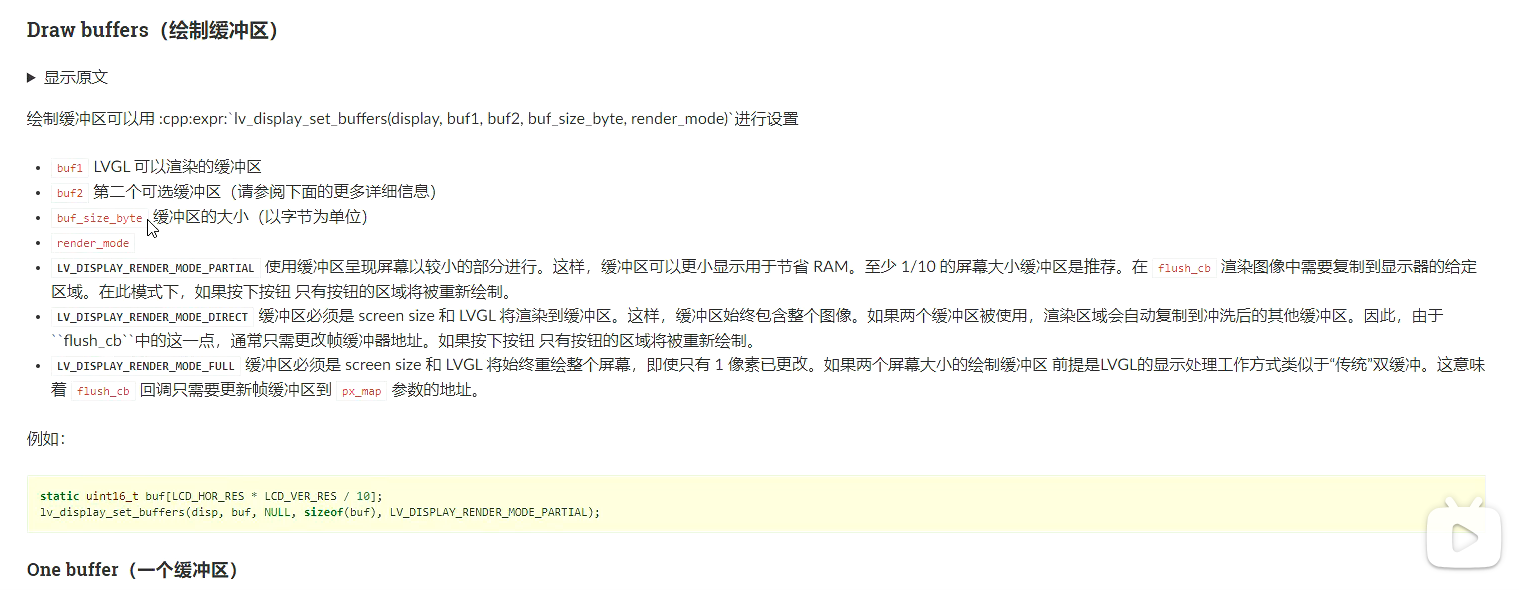 Draw buffers（绘制缓冲区）
显示原文
绘制缓冲区可以用 :cpp:expr:`lv_display_set_buffers(display, buf1, buf2, buf_size_byte, render_mode)`进行设置
buf1 LVGL 可以渲染的缓冲区
buf2 第二个可选缓冲区（请参阅下面的更多详细信息）
buf_size_byte 缓冲区的大小（以字节为单位）
render_mode
LV_DISPLAY_RENDER_MODE_PARTIAL 使用缓冲区呈现屏幕以较小的部分进行。这样，缓冲区可以更小显示用于节省 RAM。至少 1/10 的屏幕大小缓冲区是推荐。在 flush_cb 渲染图像中需要复制到显示器的给定
区域。在此模式下，如果按下按钮 只有按钮的区域将被重新绘制。
LV_DISPLAY_RENDER_MODE_DIRECT 缓冲区必须是 screen size 和 LVGL 将渲染到缓冲区。这样，缓冲区始终包含整个图像。如果两个缓冲区被使用，渲染区域会自动复制到冲洗后的其他缓冲区。因此，由于
``flush_cb``中的这一点，通常只需更改帧缓冲器地址。如果按下按钮 只有按钮的区域将被重新绘制。
LV_DISPLAY_RENDER_MODE_FULL 缓冲区必须是 screen size 和 LVGL 将始终重绘整个屏幕，即使只有 1 像素已更改。如果两个屏幕大小的绘制缓冲区 前提是LVGL的显示处理工作方式类似于“传统”双缓冲。这意味
着 flush_cb 回调只需要更新帧缓冲区到 px_map 参数的地址。
例如：
static uint16_t buf[LCD_HOR_RES * LCD_VER_RES / 10];
lv_display_set_buffers(disp, buf, NULL, sizeof(buf), LV_DISPLAY_RENDER_MODE_PARTIAL);
One buffer（一个缓冲区）